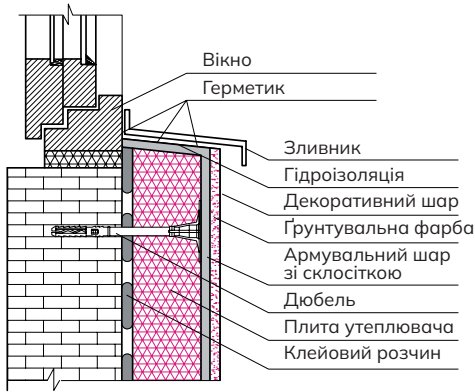 Вікно
Герметик
Зливник
Гідроізоляція
Декоративний шар
Ґрунтувальна фарба
Армувальний шар
зі склосіткою
Дюбель
Плита утеплювача
Клейовий розчин